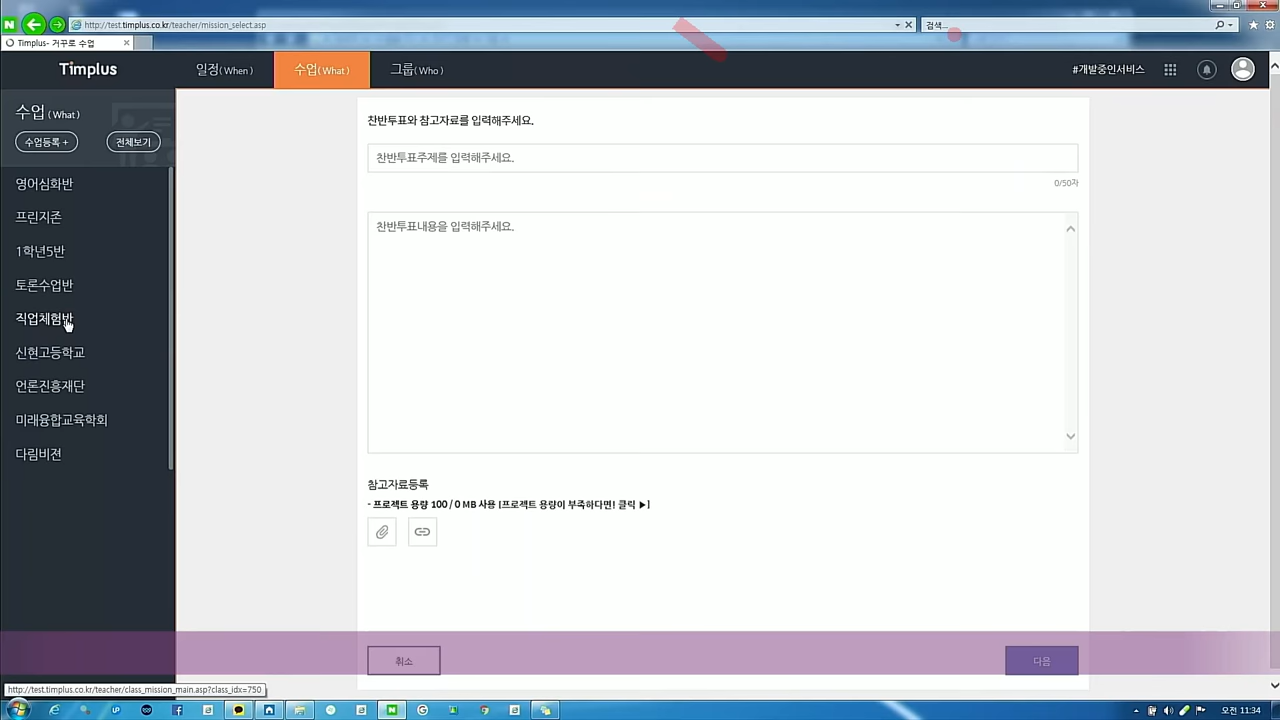 http://test.timplus.co.kr/teacher/mission_select.asp
검색...
Timplus- 거꾸로 수업
Timplus
일정(When)
수업(What)
그룹(Who)
#개발중인서비스
수업(What)
수업등록 +
전체보기
영어심화반
프린지존
1학년5반
토론수업반
직업체험반
신현고등학교
언론진흥재단
미래융합교육학회
다림비젼
찬반투표와 참고자료를 입력해주세요.
찬반투표주제를 입력해주세요.
0/50자
찬반투표내용을 입력해주세요.
참고자료등록
- 프로젝트 용량 100 / 0 MB 사용 [프로젝트 용량이 부족하다면! 클릭 ▶]
취소
다음
http://test.timplus.co.kr/teacher/class_mission_main.asp?class_idx=750
오전 11:34